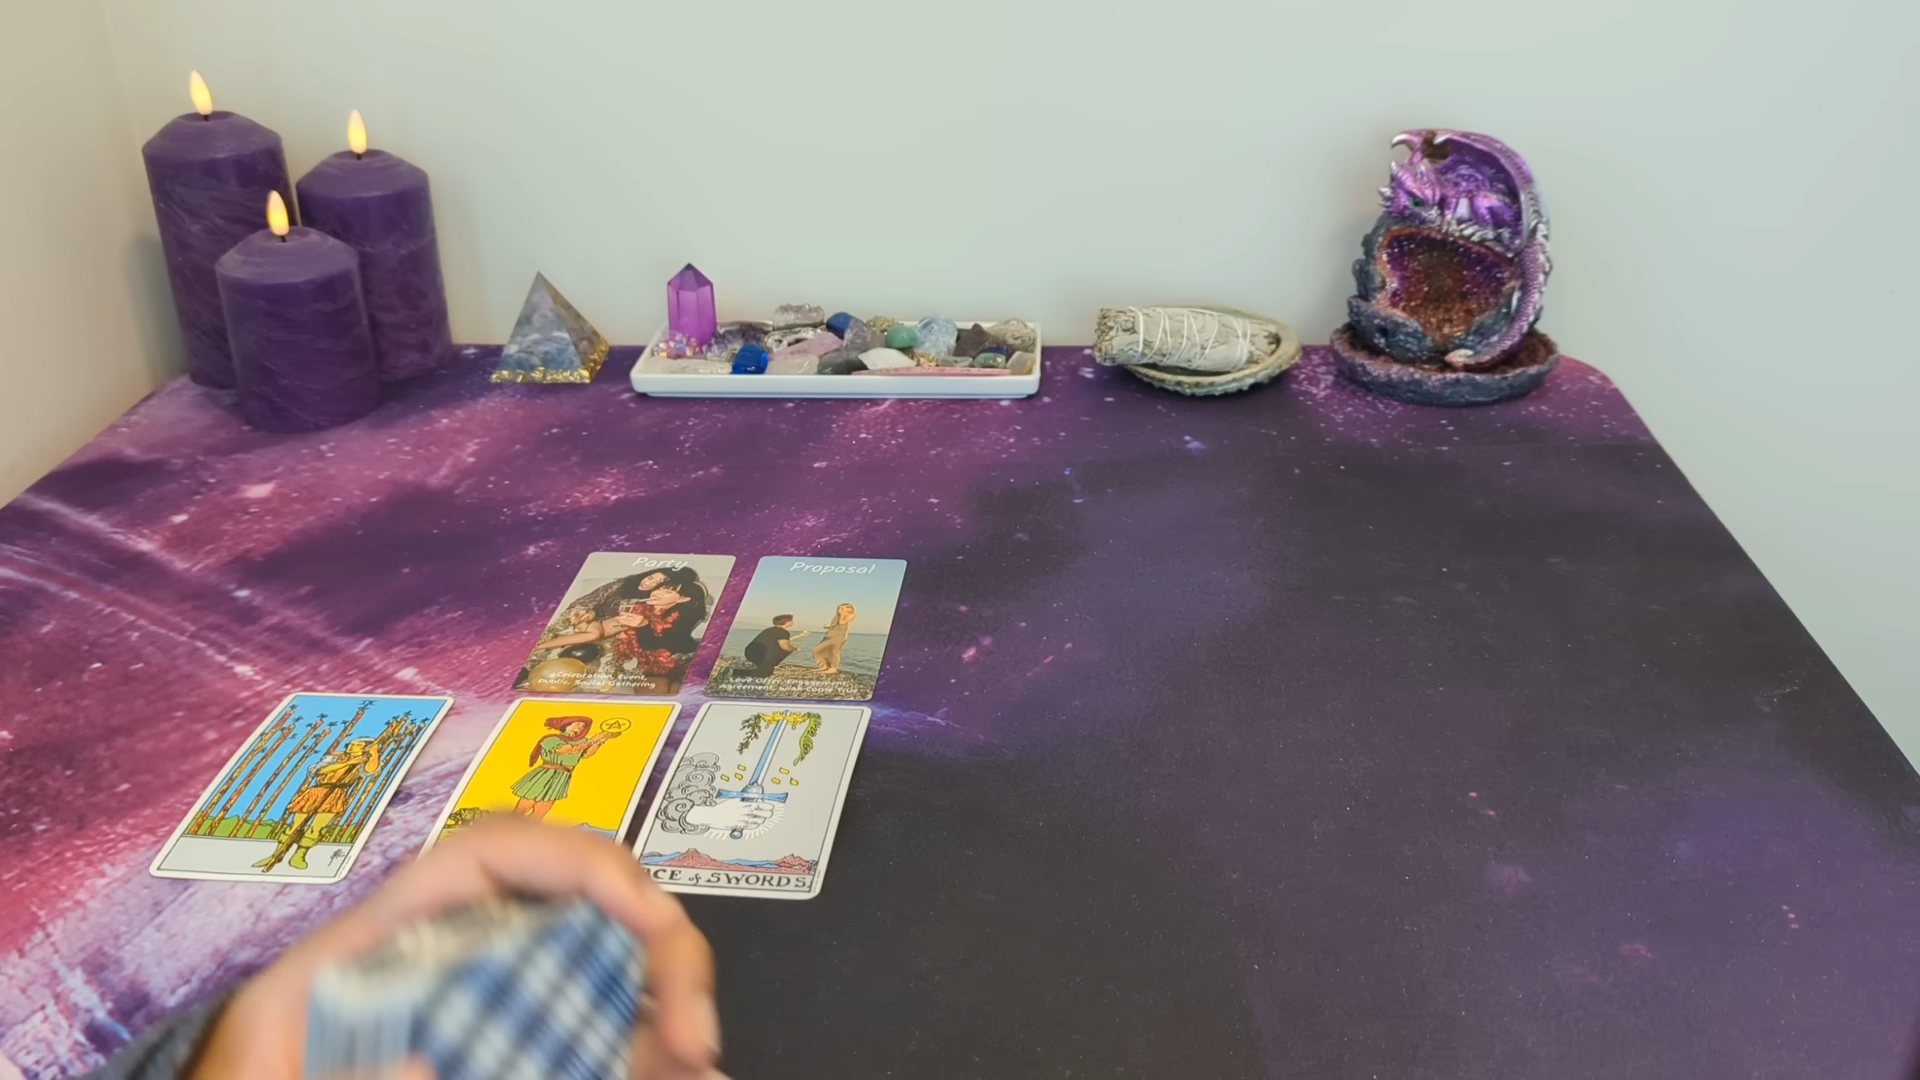 Party
Celebration, Event,
Public, Social Gathering
Proposal
Love Offer, Engagement,
Agreement, Wish Come True
ACE of SWORDS.